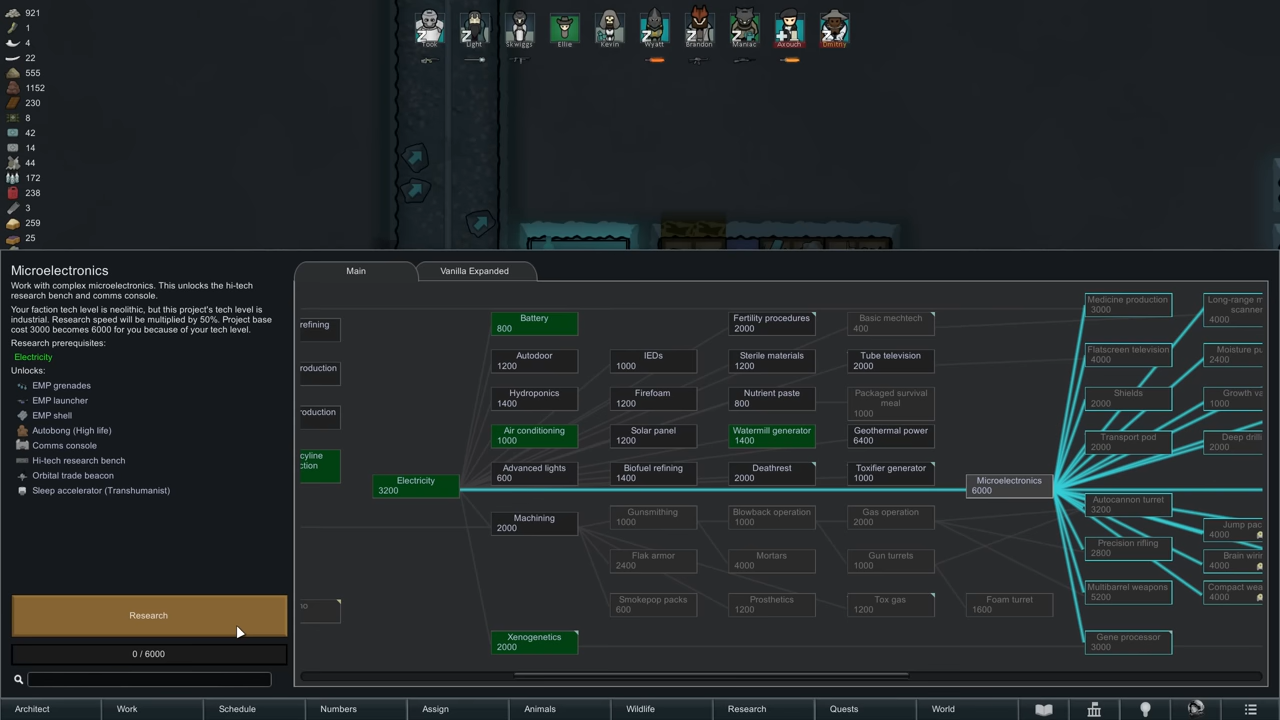 921
1
4
22
555
1152
230
8
42
14
44
172
238
3
259
25
Took
Light
Skwiggs
Ellie
Kevin
Wyatt
Brandon
Maniac
Axouch
Dmitriy
Microelectronics
Work with complex microelectronics. This unlocks the hi-tech
research bench and comms console.
Your faction tech level is neolithic, but this project's tech level is
industrial. Research speed will be multiplied by 50%. Project base
cost 3000 becomes 6000 for you because of your tech level.
Research prerequisites:
Electricity
Unlocks:
EMP grenades
EMP launcher
EMP shell
Autobong (High life)
Comms console
Hi-tech research bench
Orbital trade beacon
Sleep accelerator (Transhumanist)
Research
0 / 6000
Main
Vanilla Expanded
refining
roduction
roduction
cyline
ction
Electricity
3200
Battery
800
Autodoor
1200
Hydroponics
1400
Air conditioning
1000
Advanced lights
600
Machining
2000
Xenogenetics
2000
IEDs
1000
Firefoam
1200
Solar panel
1200
Biofuel refining
1400
Gunsmithing
1000
Flak armor
2400
Smokepop packs
600
Fertility procedures
2000
Sterile materials
1200
Nutrient paste
800
Watermill generator
1400
Deathrest
2000
Blowback operation
1000
Mortars
4000
Prosthetics
1200
Basic mechtech
400
Tube television
2000
Packaged survival
meal
1000
Geothermal power
6400
Toxifier generator
1000
Gas operation
2000
Gun turrets
1000
Tox gas
1200
Microelectronics
6000
Foam turret
1600
Medicine production
3000
Flatscreen television
4000
Shields
2000
Transport pod
2000
Autocannon turret
3200
Precision rifling
2800
Multibarrel weapons
5200
Gene processor
3000
Long-range m
scanner
4000
Moisture pu
2400
Growth va
1000
Deep drilli
2000
Jump pac
4000
Brain wirin
4000
Compact wea
4000
Architect
Work
Schedule
Numbers
Assign
Animals
Wildlife
Research
Quests
World